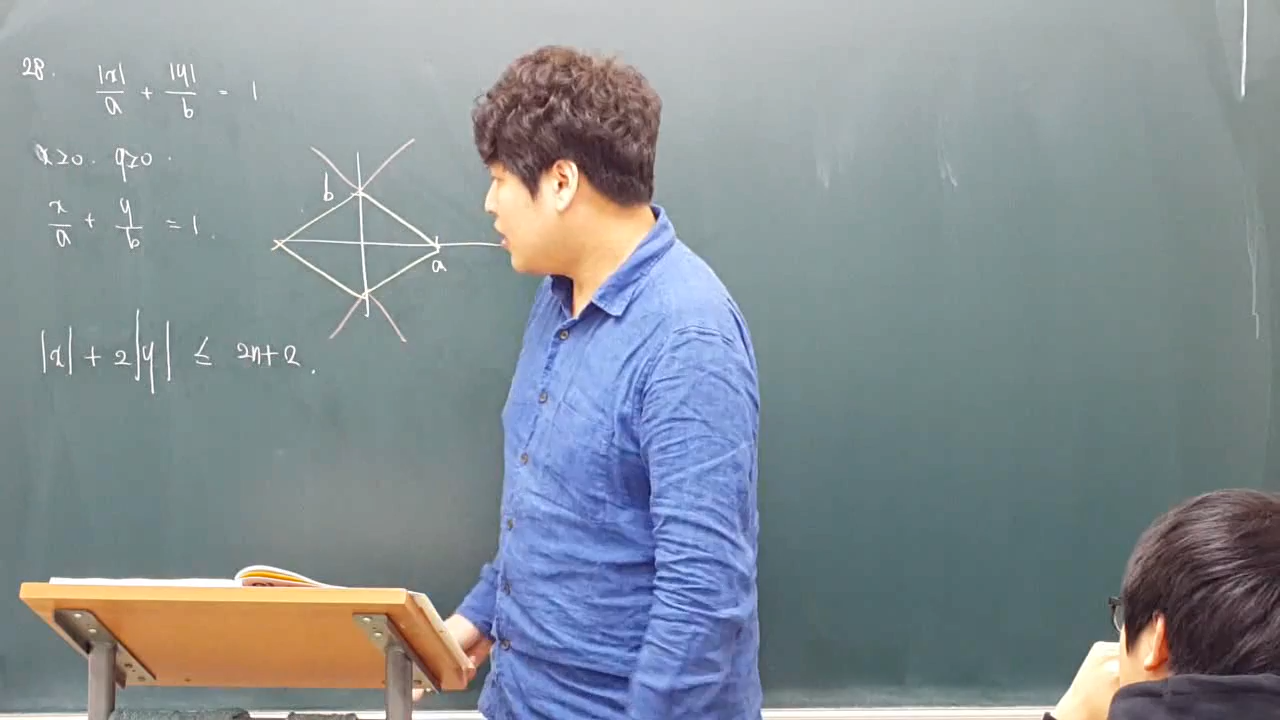 28. |x|/a + |y|/b = 1
x≥0. y≥0.
x/a + y/b = 1.
b
a
|x| + 2|y| ≤ 2n+2.